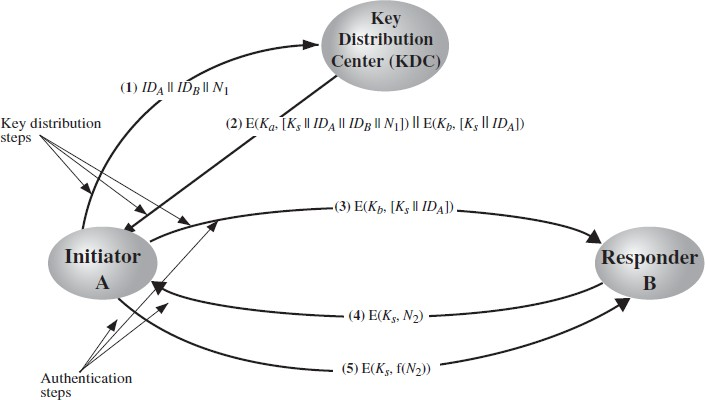 Key
Distribution
Center (KDC)
(1) ID_A || ID_B || N_1
Key distribution
steps
(2) E(K_a, [K_s || ID_A || ID_B || N_1]) || E(K_b, [K_s || ID_A])
(3) E(K_b, [K_s || ID_A])
Initiator
A
Responder
B
(4) E(K_s, N_2)
(5) E(K_s, f(N_2))
Authentication
steps